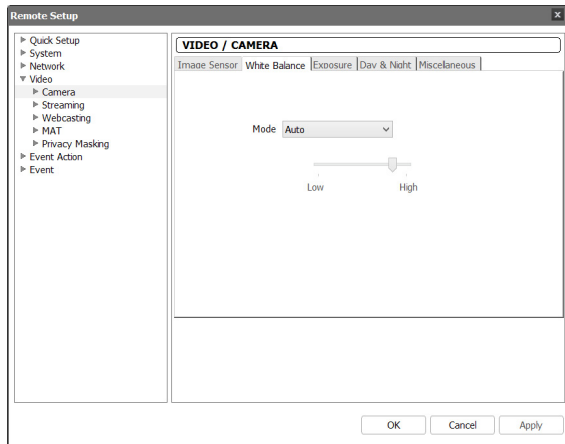 Remote Setup
x
Quick Setup
System
Network
Video
Camera
Streaming
Webcasting
MAT
Privacy Masking
Event Action
Event
VIDEO / CAMERA
Image Sensor White Balance Exposure Day & Night Miscellaneous
Mode Auto
Low High
OK Cancel Apply